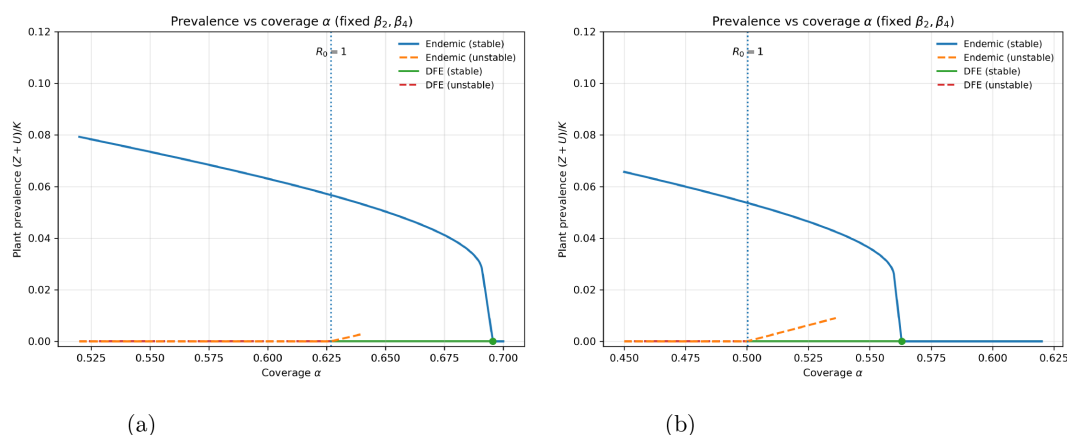 Prevalence vs coverage α (fixed β₂, β₄)
R₀ = 1
Endemic (stable)
Endemic (unstable)
DFE (stable)
DFE (unstable)
0.12
0.10
0.08
0.06
0.04
0.02
0.00
Plant prevalence (Z + U)/K
0.525 0.550 0.575 0.600 0.625 0.650 0.675 0.700
Coverage α
(a)
Prevalence vs coverage α (fixed β₂, β₄)
R₀ = 1
Endemic (stable)
Endemic (unstable)
DFE (stable)
DFE (unstable)
0.12
0.10
0.08
0.06
0.04
0.02
0.00
Plant prevalence (Z + U)/K
0.450 0.475 0.500 0.525 0.550 0.575 0.600 0.625
Coverage α
(b)